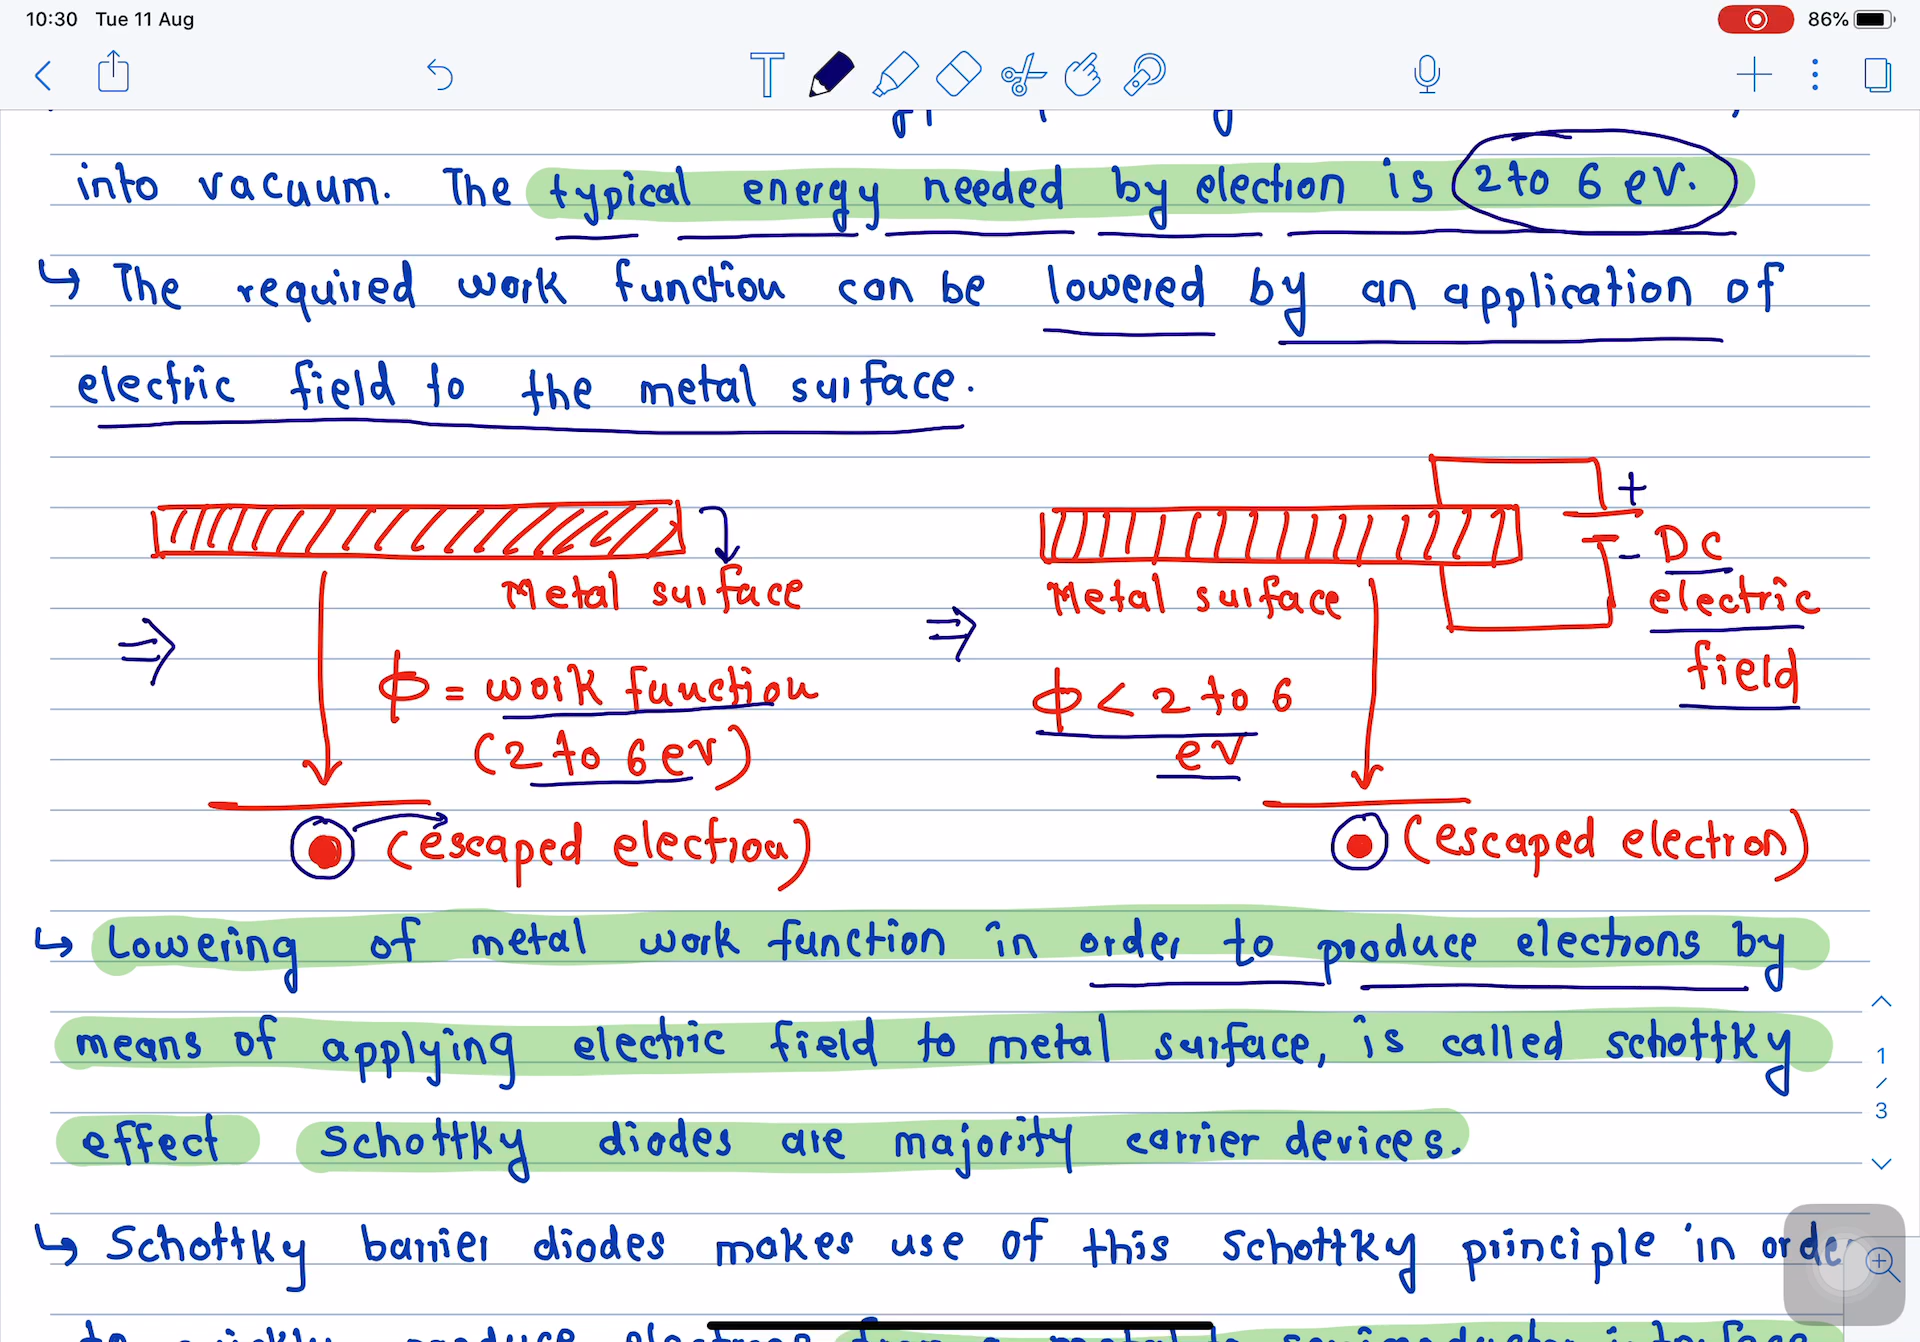 10:30 Tue 11 Aug 86%
into vacuum. The typical energy needed by election is 2 to 6 eV.
↳ The required work function can be lowered by an application of
electric field to the metal surface.
+
- DC
Metal surface
Metal surface
electric
field
⇒
⇒
ϕ = work function
(2 to 6 eV)
ϕ < 2 to 6
eV
(escaped electron)
(escaped electron)
↳ Lowering of metal work function in order to produce electrons by
means of applying electric field to metal surface, is called schottky
effect Schottky diodes are majority carrier devices.
1
/
3
↳ Schottky barrier diodes makes use of this Schottky principle in order